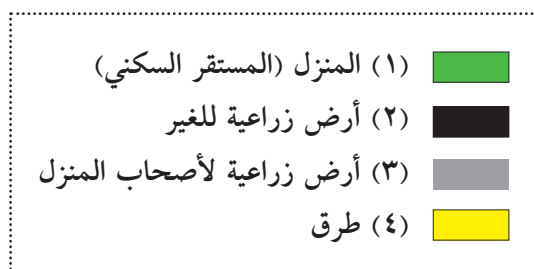 (١) المنزل (المستقر السكني)
(٢) أرض زراعية للغير
(٣) أرض زراعية لأصحاب المنزل
(٤) طرق